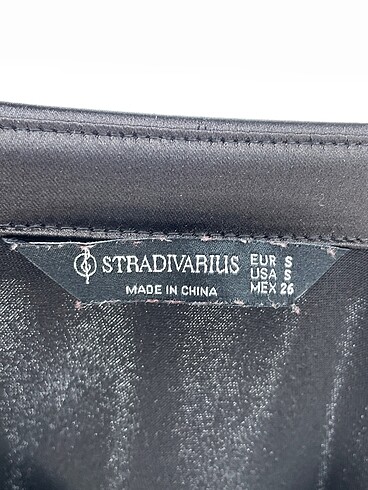 STRADIVARIUS
MADE IN CHINA
EUR S
USA S
MEX 26